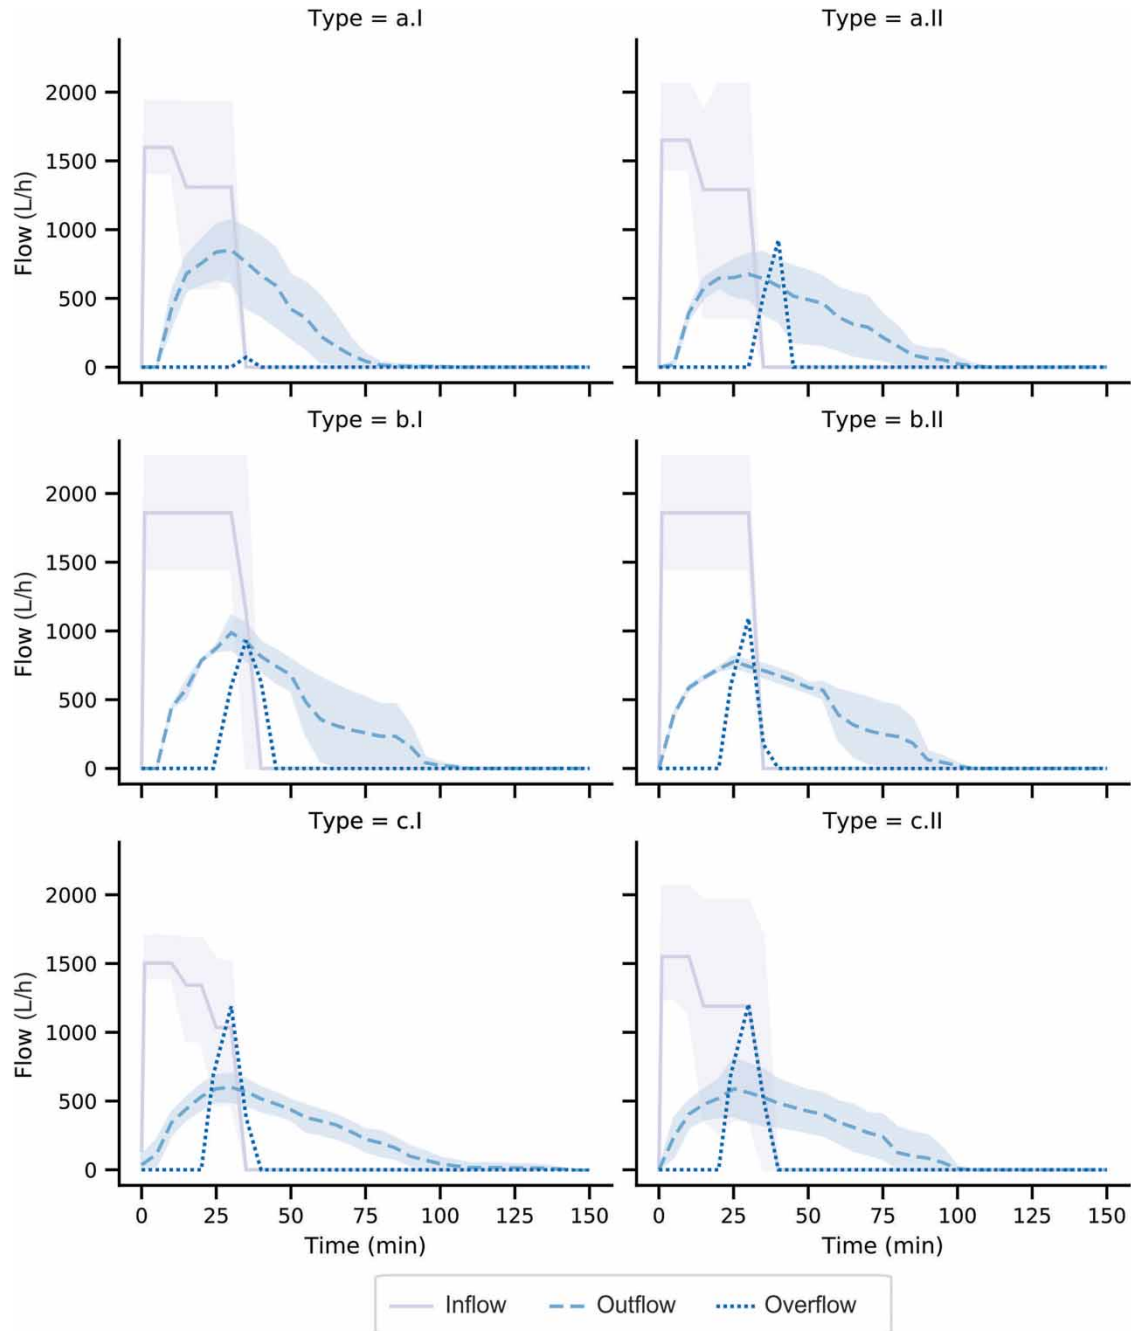 Type = a.I
Type = a.II
Flow (L/h)
2000
1500
1000
500
0
Type = b.I
Type = b.II
Flow (L/h)
2000
1500
1000
500
0
Type = c.I
Type = c.II
Flow (L/h)
2000
1500
1000
500
0
0 25 50 75 100 125 150
0 25 50 75 100 125 150
Time (min)
Time (min)
Inflow Outflow Overflow